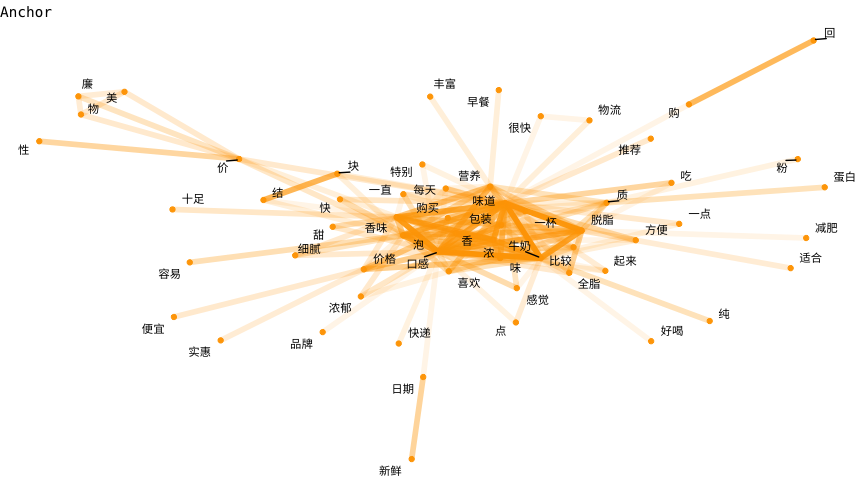 Anchor
回
廉
丰富
美
早餐
物
物流
购
很快
性
推荐
价
块
特别
营养
粉
吃
蛋白
一直
每天
结
质
十足
快
购买
味道
包装
一杯
脱脂
一点
甜
香味
方便
减肥
细腻
泡
香
牛奶
浓
价格
口感
味
比较
起来
适合
容易
喜欢
全脂
感觉
浓郁
便宜
点
纯
实惠
品牌
快递
好喝
日期
新鲜